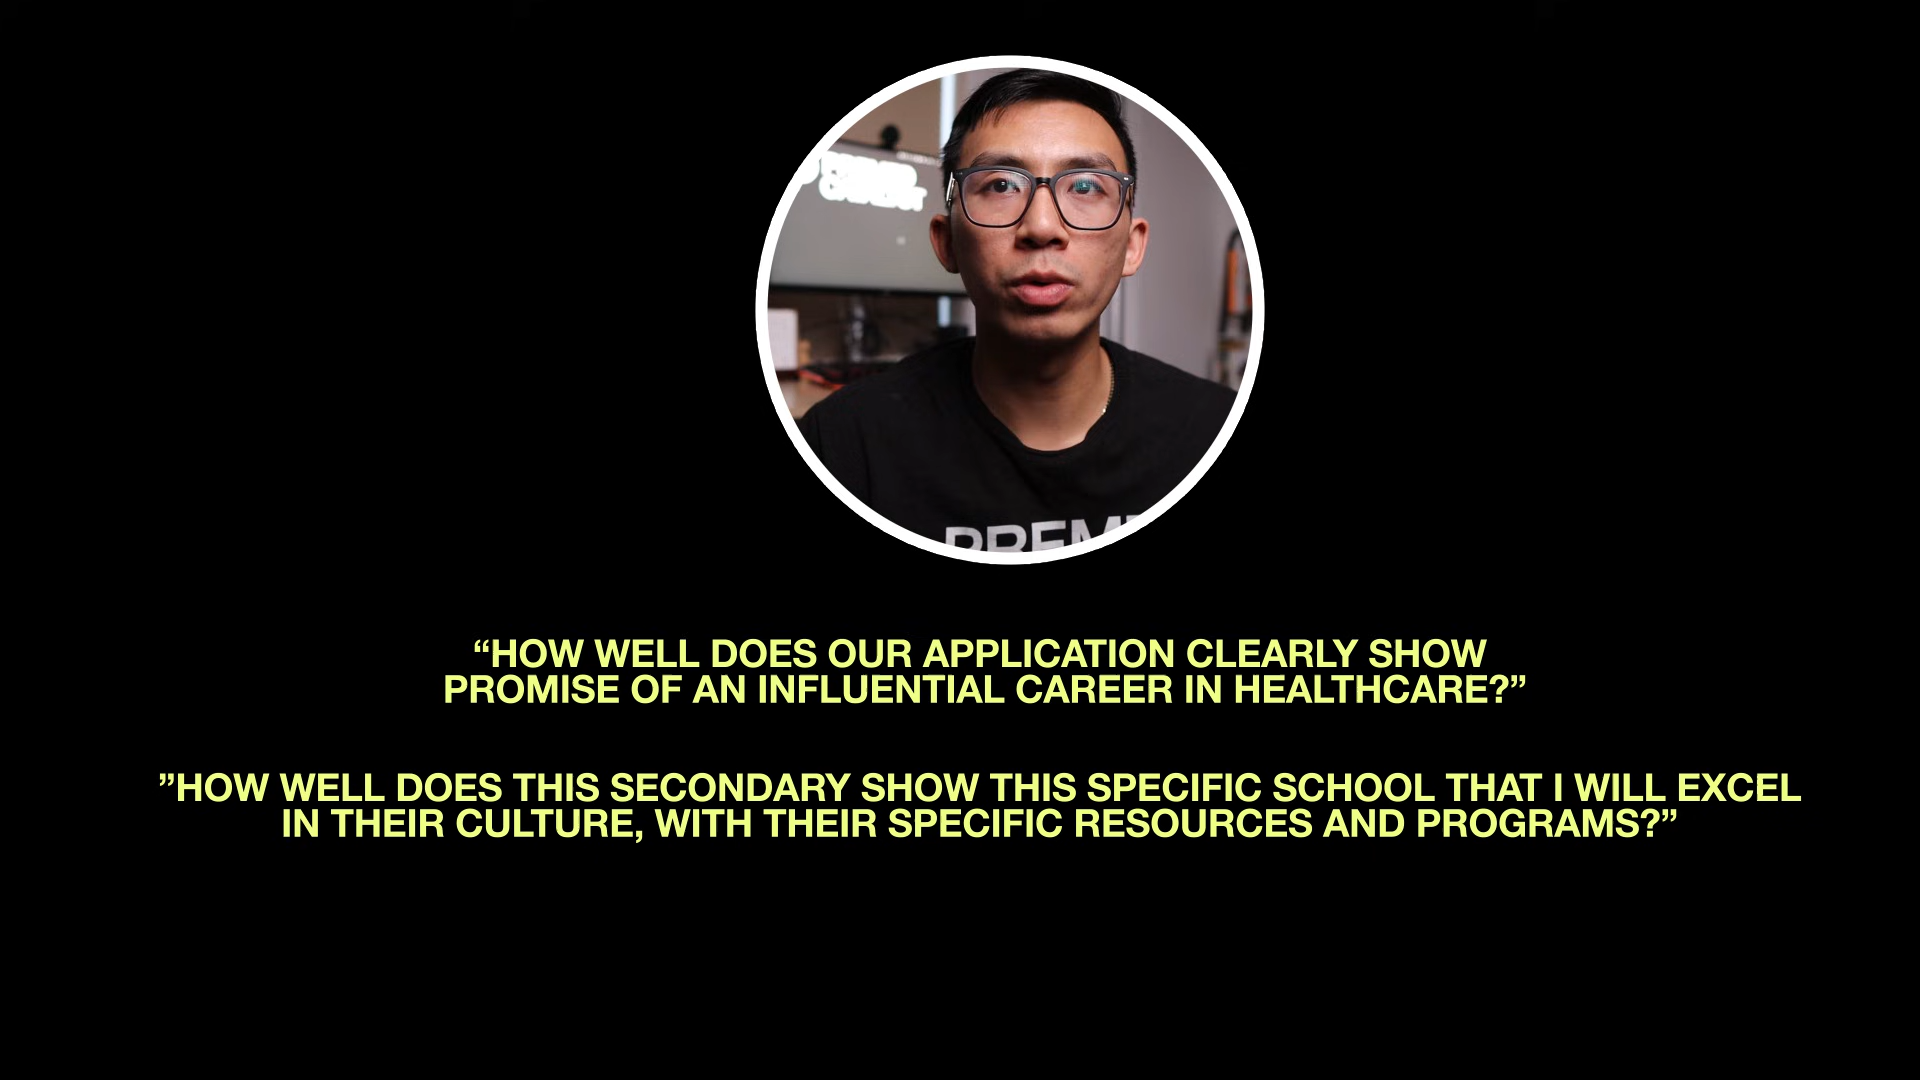 PREM
“HOW WELL DOES OUR APPLICATION CLEARLY SHOW
PROMISE OF AN INFLUENTIAL CAREER IN HEALTHCARE?”
”HOW WELL DOES THIS SECONDARY SHOW THIS SPECIFIC SCHOOL THAT I WILL EXCEL
IN THEIR CULTURE, WITH THEIR SPECIFIC RESOURCES AND PROGRAMS?”